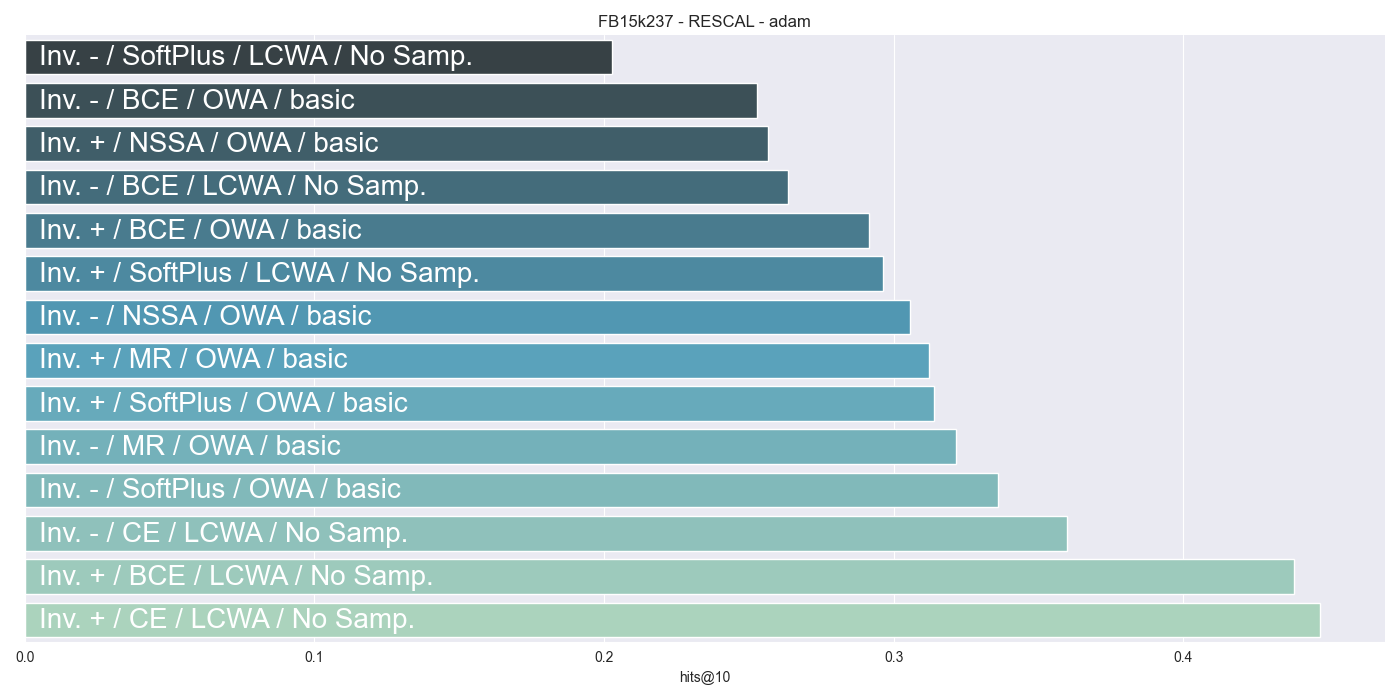 FB15k237 - RESCAL - adam
Inv. - / SoftPlus / LCWA / No Samp.
Inv. - / BCE / OWA / basic
Inv. + / NSSA / OWA / basic
Inv. - / BCE / LCWA / No Samp.
Inv. + / BCE / OWA / basic
Inv. + / SoftPlus / LCWA / No Samp.
Inv. - / NSSA / OWA / basic
Inv. + / MR / OWA / basic
Inv. + / SoftPlus / OWA / basic
Inv. - / MR / OWA / basic
Inv. - / SoftPlus / OWA / basic
Inv. - / CE / LCWA / No Samp.
Inv. + / BCE / LCWA / No Samp.
Inv. + / CE / LCWA / No Samp.
0.0 0.1 0.2 0.3 0.4
hits@10